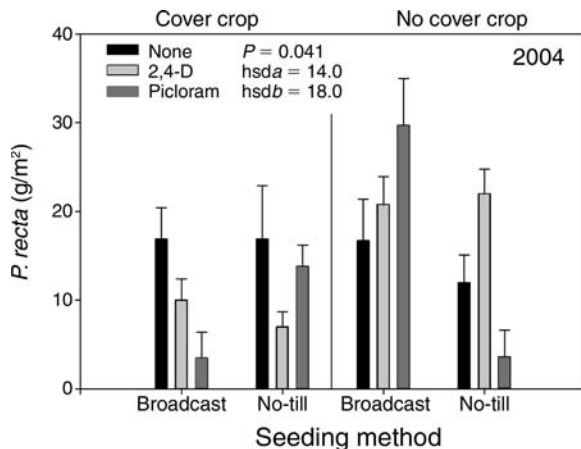 Cover crop No cover crop
40
30
20
10
0
P. recta (g/m²)
None P = 0.041
2,4-D hsda = 14.0
Picloram hsdb = 18.0
2004
Broadcast No-till Broadcast No-till
Seeding method